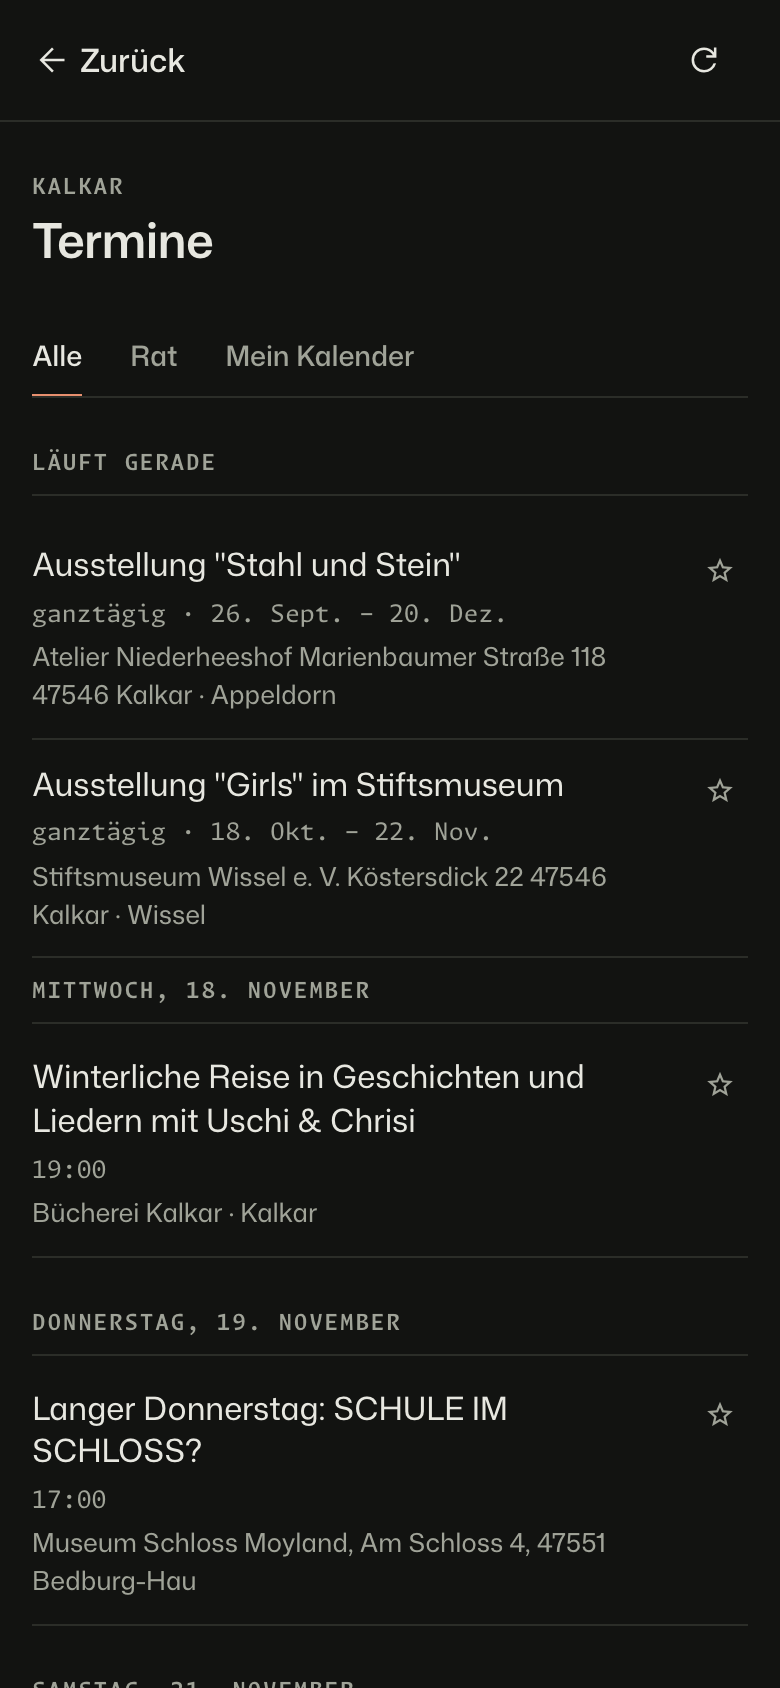 Zurück
KALKAR
Termine
Alle Rat Mein Kalender
LÄUFT GERADE
Ausstellung "Stahl und Stein"
ganztägig · 26. Sept. – 20. Dez.
Atelier Niederheeshof Marienbaumer Straße 118
47546 Kalkar · Appeldorn
Ausstellung "Girls" im Stiftsmuseum
ganztägig · 18. Okt. – 22. Nov.
Stiftsmuseum Wissel e. V. Köstersdick 22 47546
Kalkar · Wissel
MITTWOCH, 18. NOVEMBER
Winterliche Reise in Geschichten und
Liedern mit Uschi & Chrisi
19:00
Bücherei Kalkar · Kalkar
DONNERSTAG, 19. NOVEMBER
Langer Donnerstag: SCHULE IM
SCHLOSS?
17:00
Museum Schloss Moyland, Am Schloss 4, 47551
Bedburg-Hau
SAMSTAG, 21. NOVEMBER